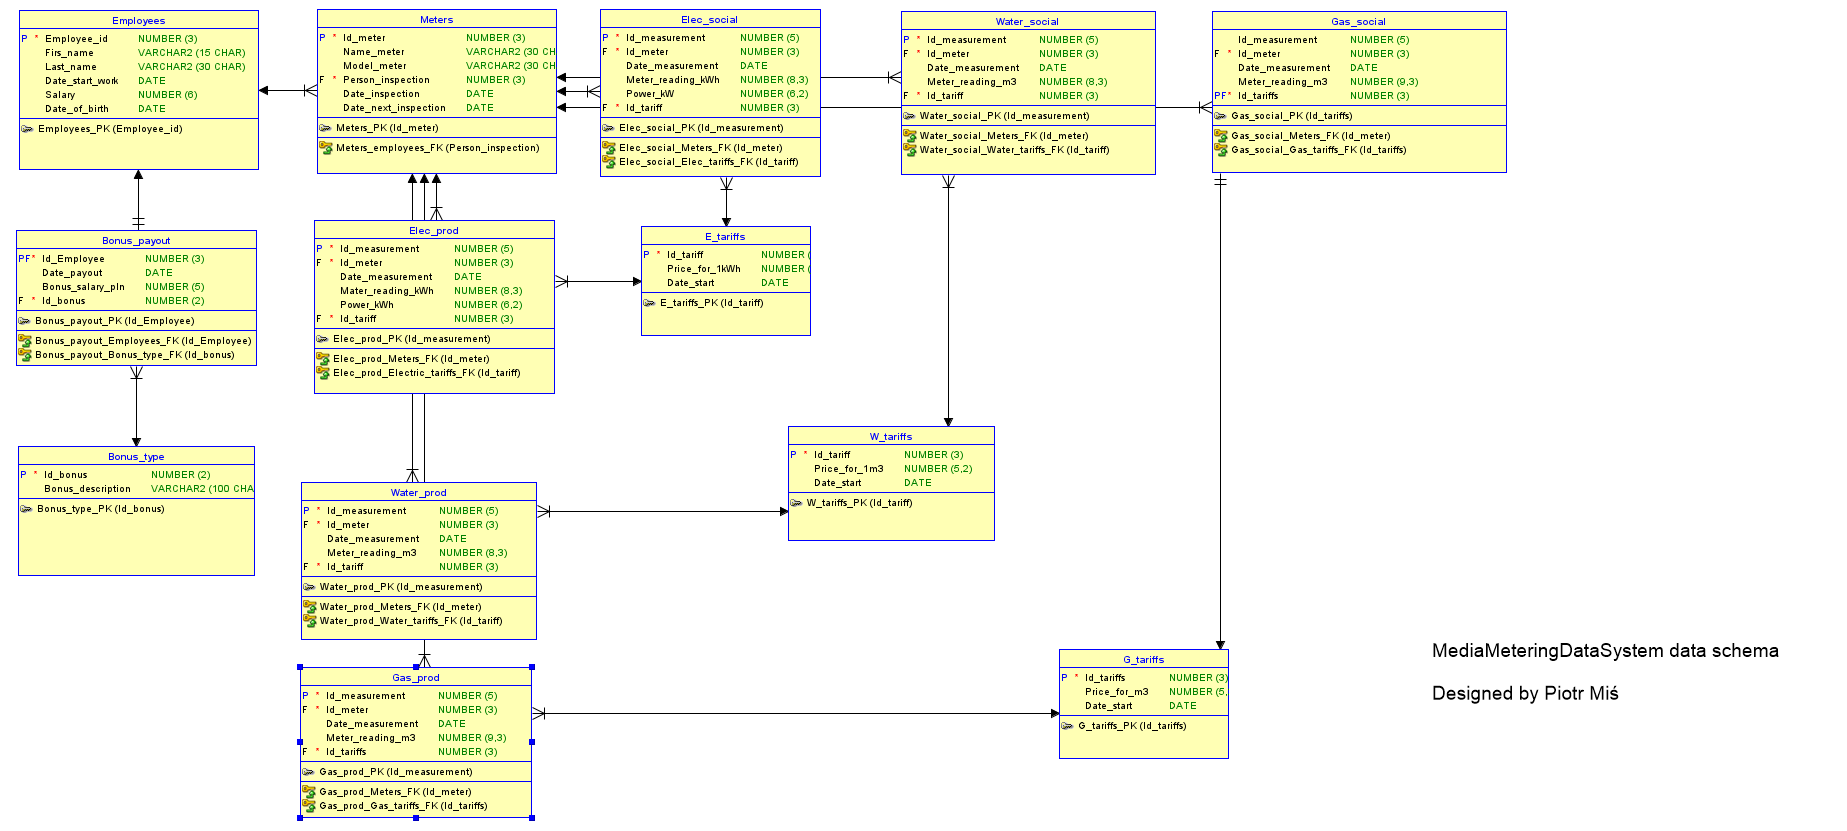 Employees
P * Employee_id NUMBER (3)
Firs_name VARCHAR2 (15 CHAR)
Last_name VARCHAR2 (30 CHAR)
Date_start_work DATE
Salary NUMBER (6)
Date_of_birth DATE
Employees_PK (Employee_id)
Meters
P * Id_meter NUMBER (3)
Name_meter VARCHAR2 (30 CH
Model_meter VARCHAR2 (30 CH
F * Person_inspection NUMBER (3)
Date_inspection DATE
Date_next_inspection DATE
Meters_PK (Id_meter)
Meters_employees_FK (Person_inspection)
Elec_social
P * Id_measurement NUMBER (5)
F * Id_meter NUMBER (3)
Date_measurement DATE
Meter_reading_kWh NUMBER (8,3)
Power_kW NUMBER (6,2)
F * Id_tariff NUMBER (3)
Elec_social_PK (Id_measurement)
Elec_social_Meters_FK (Id_meter)
Elec_social_Elec_tariffs_FK (Id_tariff)
Water_social
P * Id_measurement NUMBER (5)
F * Id_meter NUMBER (3)
Date_measurement DATE
Meter_reading_m3 NUMBER (8,3)
F * Id_tariff NUMBER (3)
Water_social_PK (Id_measurement)
Water_social_Meters_FK (Id_meter)
Water_social_Water_tariffs_FK (Id_tariff)
Gas_social
Id_measurement NUMBER (5)
F * Id_meter NUMBER (3)
Date_measurement DATE
Meter_reading_m3 NUMBER (9,3)
PF* Id_tariffs NUMBER (3)
Gas_social_PK (Id_tariffs)
Gas_social_Meters_FK (Id_meter)
Gas_social_Gas_tariffs_FK (Id_tariffs)
Bonus_payout
PF* Id_Employee NUMBER (3)
Date_payout DATE
Bonus_salary_pln NUMBER (5)
F * Id_bonus NUMBER (2)
Bonus_payout_PK (Id_Employee)
Bonus_payout_Employees_FK (Id_Employee)
Bonus_payout_Bonus_type_FK (Id_bonus)
Elec_prod
P * Id_measurement NUMBER (5)
F * Id_meter NUMBER (3)
Date_measurement DATE
Mater_reading_kWh NUMBER (8,3)
Power_kWh NUMBER (6,2)
F * Id_tariff NUMBER (3)
Elec_prod_PK (Id_measurement)
Elec_prod_Meters_FK (Id_meter)
Elec_prod_Electric_tariffs_FK (Id_tariff)
E_tariffs
P * Id_tariff NUMBER (
Price_for_1kWh NUMBER (
Date_start DATE
E_tariffs_PK (Id_tariff)
Bonus_type
P * Id_bonus NUMBER (2)
Bonus_description VARCHAR2 (100 CHA
Bonus_type_PK (Id_bonus)
W_tariffs
P * Id_tariff NUMBER (3)
Price_for_1m3 NUMBER (5,2)
Date_start DATE
W_tariffs_PK (Id_tariff)
Water_prod
P * Id_measurement NUMBER (5)
F * Id_meter NUMBER (3)
Date_measurement DATE
Meter_reading_m3 NUMBER (8,3)
F * Id_tariff NUMBER (3)
Water_prod_PK (Id_measurement)
Water_prod_Meters_FK (Id_meter)
Water_prod_Water_tariffs_FK (Id_tariff)
Gas_prod
P * Id_measurement NUMBER (5)
F * Id_meter NUMBER (3)
Date_measurement DATE
Meter_reading_m3 NUMBER (9,3)
F * Id_tariffs NUMBER (3)
Gas_prod_PK (Id_measurement)
Gas_prod_Meters_FK (Id_meter)
Gas_prod_Gas_tariffs_FK (Id_tariffs)
G_tariffs
P * Id_tariffs NUMBER (3)
Price_for_m3 NUMBER (5,
Date_start DATE
G_tariffs_PK (Id_tariffs)
MediaMeteringDataSystem data schema
Designed by Piotr Miś